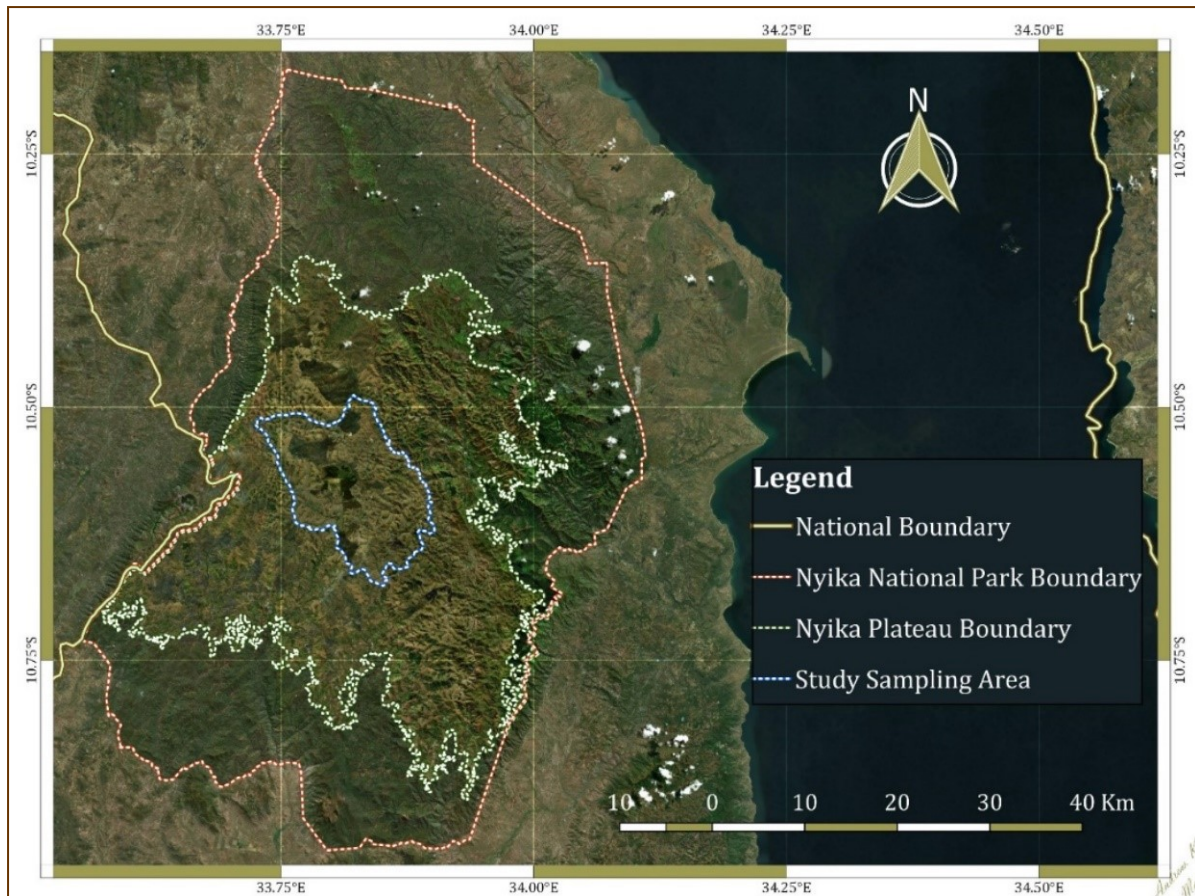 33.75°E 34.00°E 34.25°E 34.50°E
N
10.25°S 10.25°S
10.50°S 10.50°S
Legend
National Boundary
Nyika National Park Boundary
Nyika Plateau Boundary
Study Sampling Area
10.75°S 10.75°S
10 0 10 20 30 40 Km
33.75°E 34.00°E 34.25°E 34.50°E